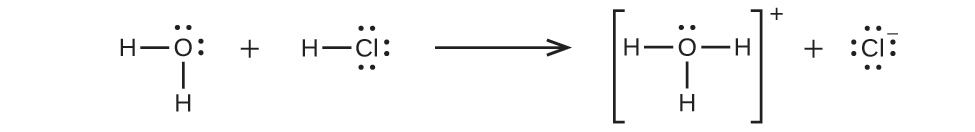 H–O: + H–Cl: ⟶ [H–O–H]⁺ + :Cl:⁻
H H